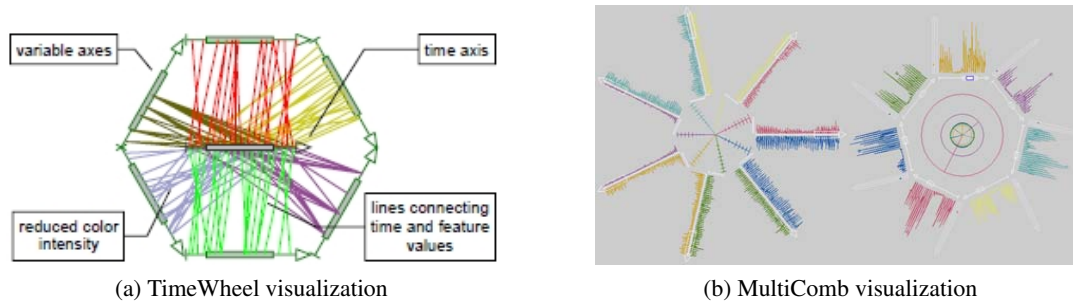 variable axes
time axis
reduced color
intensity
lines connecting
time and feature
values
(a) TimeWheel visualization
(b) MultiComb visualization